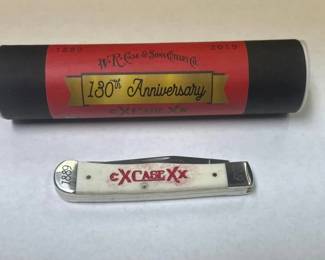 1889 2019
W.R. Case & Sons Cutlery Co.
130th Anniversary
CXCASEXX
1889
CXCASEXX